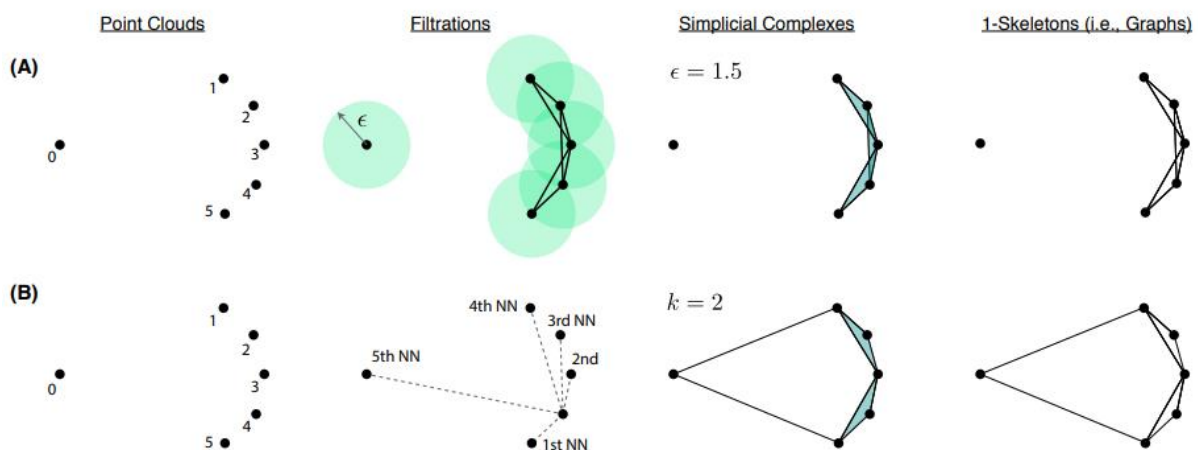 Point Clouds Filtrations Simplicial Complexes 1-Skeletons (i.e., Graphs)
(A)
1
2
0
3
4
5
ϵ
ϵ = 1.5
(B)
1
2
0
3
4
5
4th NN
3rd NN
5th NN
2nd
1st NN
k = 2